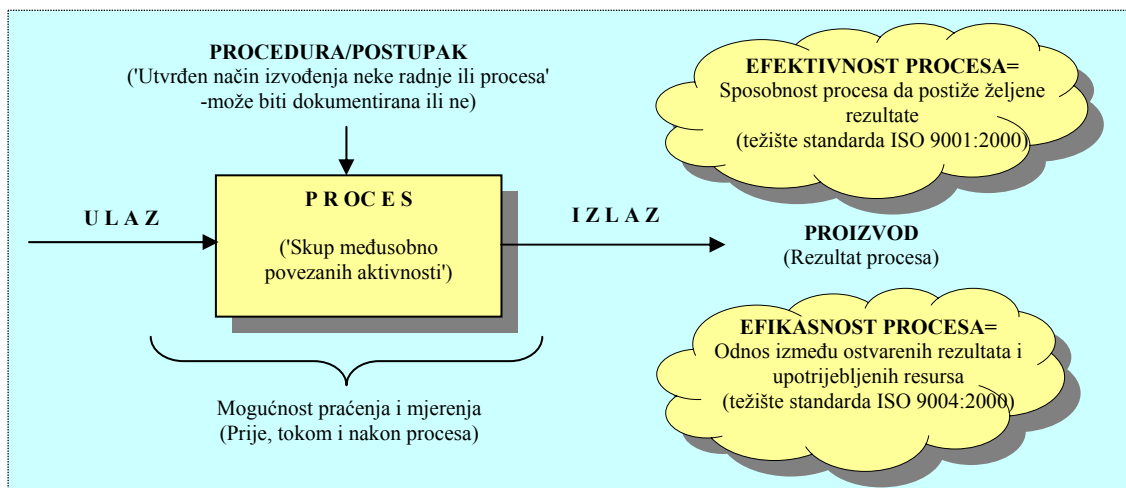 PROCEDURA/POSTUPAK
('Utvrđen način izvođenja neke radnje ili procesa'
-može biti dokumentirana ili ne)
EFEKTIVNOST PROCESA=
Sposobnost procesa da postiže željene
rezultate
(težište standarda ISO 9001:2000)
U L A Z
P R OC E S
('Skup međusobno
povezanih aktivnosti')
I Z L A Z
PROIZVOD
(Rezultat procesa)
EFIKASNOST PROCESA=
Odnos između ostvarenih rezultata i
upotrijebljenih resursa
(težište standarda ISO 9004:2000)
Mogućnost praćenja i mjerenja
(Prije, tokom i nakon procesa)